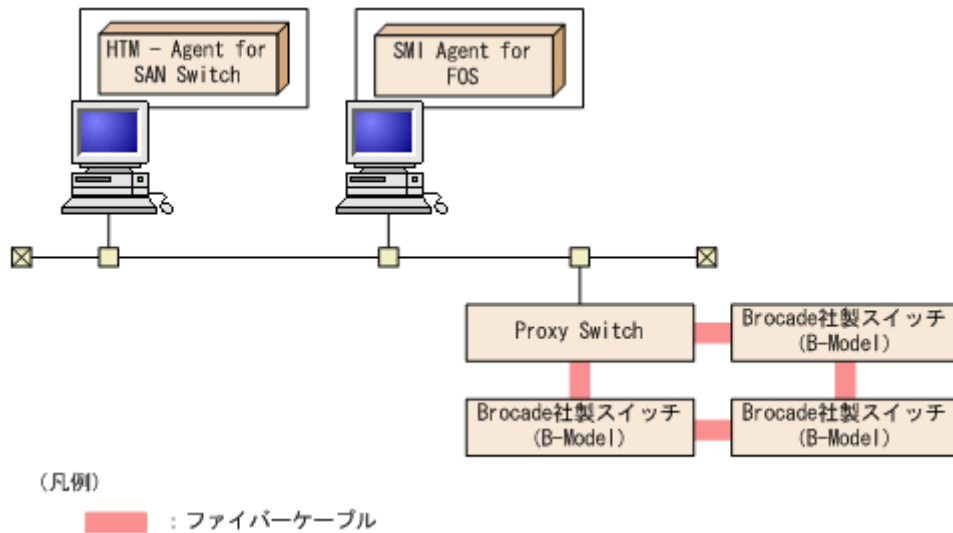 HTM - Agent for
SAN Switch
SMI Agent for
FOS
Proxy Switch
Brocade社製スイッチ
(B-Model)
Brocade社製スイッチ
(B-Model)
Brocade社製スイッチ
(B-Model)
(凡例)
：ファイバーケーブル